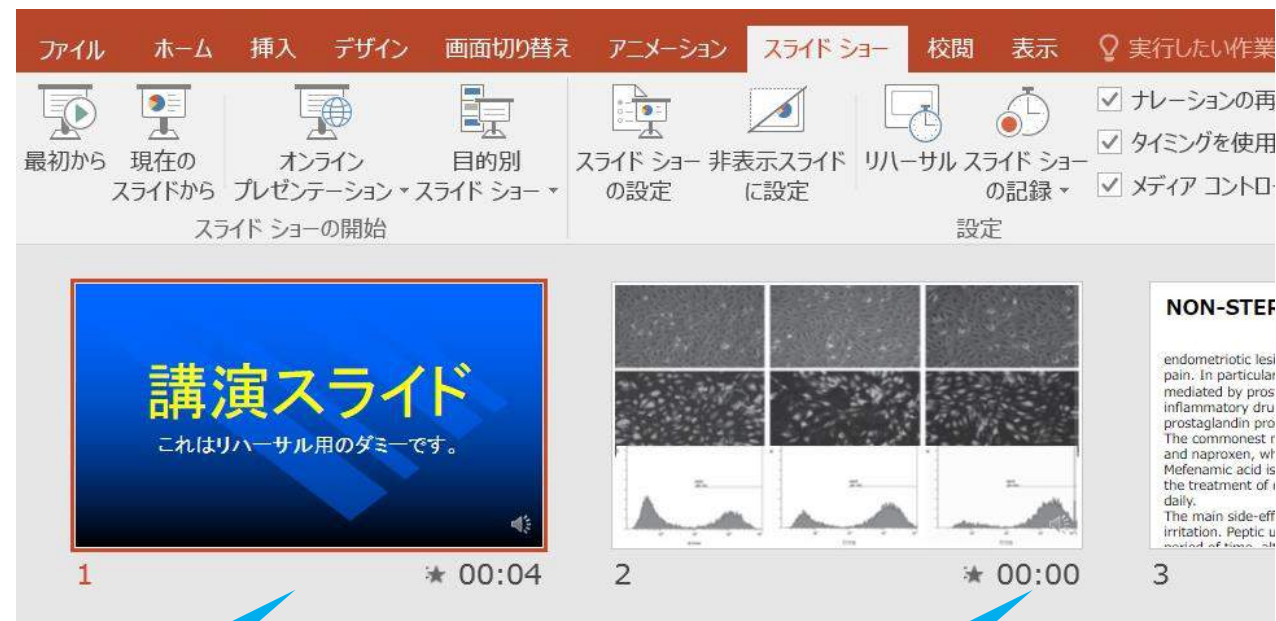 ファイル ホーム 挿入 デザイン 画面切り替え アニメーション スライド ショー 校閲 表示 実行したい作業
最初から 現在の スライドから オンライン プレゼンテーション 目的別 スライド ショー スライド ショー の設定 非表示スライド に設定 リハーサル スライド ショー の記録
ナレーションの再
タイミングを使用
メディア コントロ
スライド ショーの開始 設定
講演スライド
これはリハーサル用のダミーです。
1 00:04
2 00:00
NON-STE
endometriotic lesi
pain. In particular
mediated by pros
inflammatory dru
prostaglandin pro
The commonest
and naproxen, wh
Mefenamic acid is
the treatment of
daily.
The main side-eff
irritation. Peptic u
3